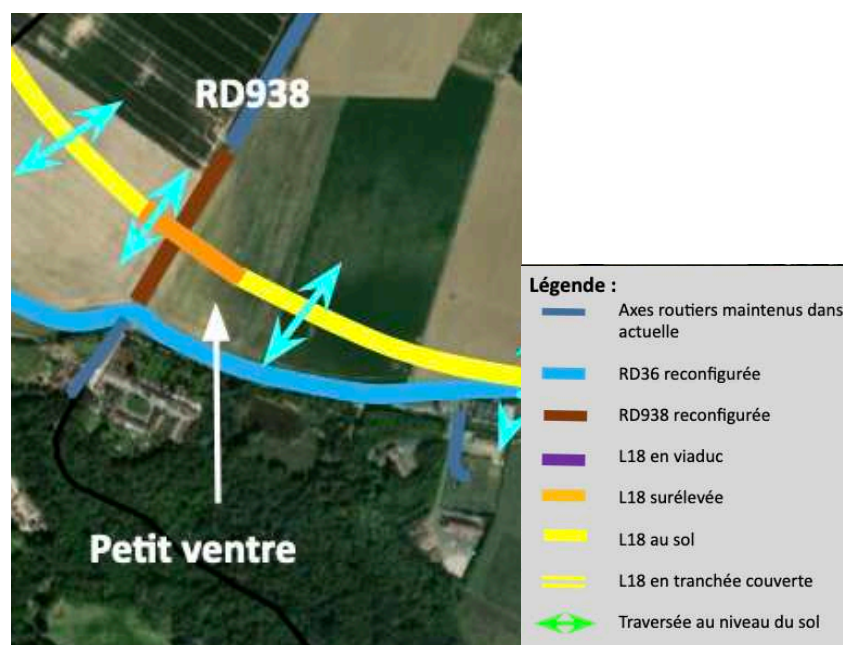 RD938
Petit ventre
Légende :
Axes routiers maintenus dans
actuelle
RD36 reconfigurée
RD938 reconfigurée
L18 en viaduc
L18 surélevée
L18 au sol
L18 en tranchée couverte
Traversée au niveau du sol